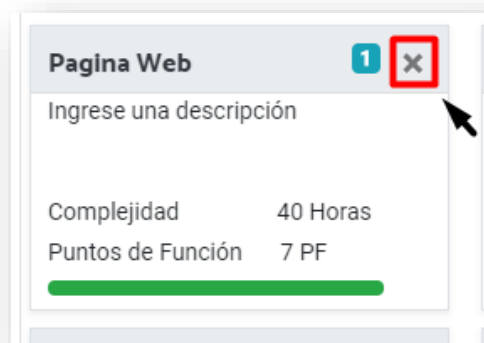 Pagina Web 1 ×
Ingrese una descripción
Complejidad 40 Horas
Puntos de Función 7 PF